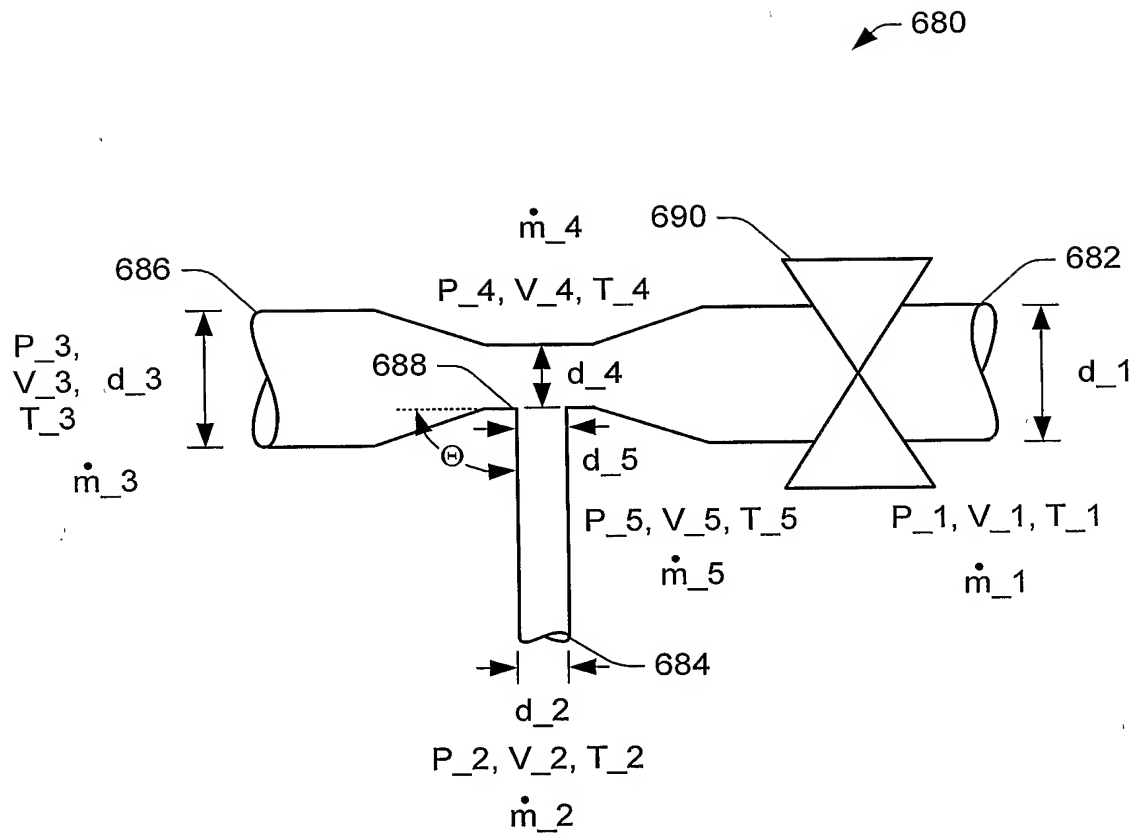 680
ṁ_4
690
686
682
P_4, V_4, T_4
P_3,
V_3, d_3
T_3
688
d_4
d_1
Θ
d_5
ṁ_3
P_5, V_5, T_5
P_1, V_1, T_1
ṁ_5
ṁ_1
684
d_2
P_2, V_2, T_2
ṁ_2